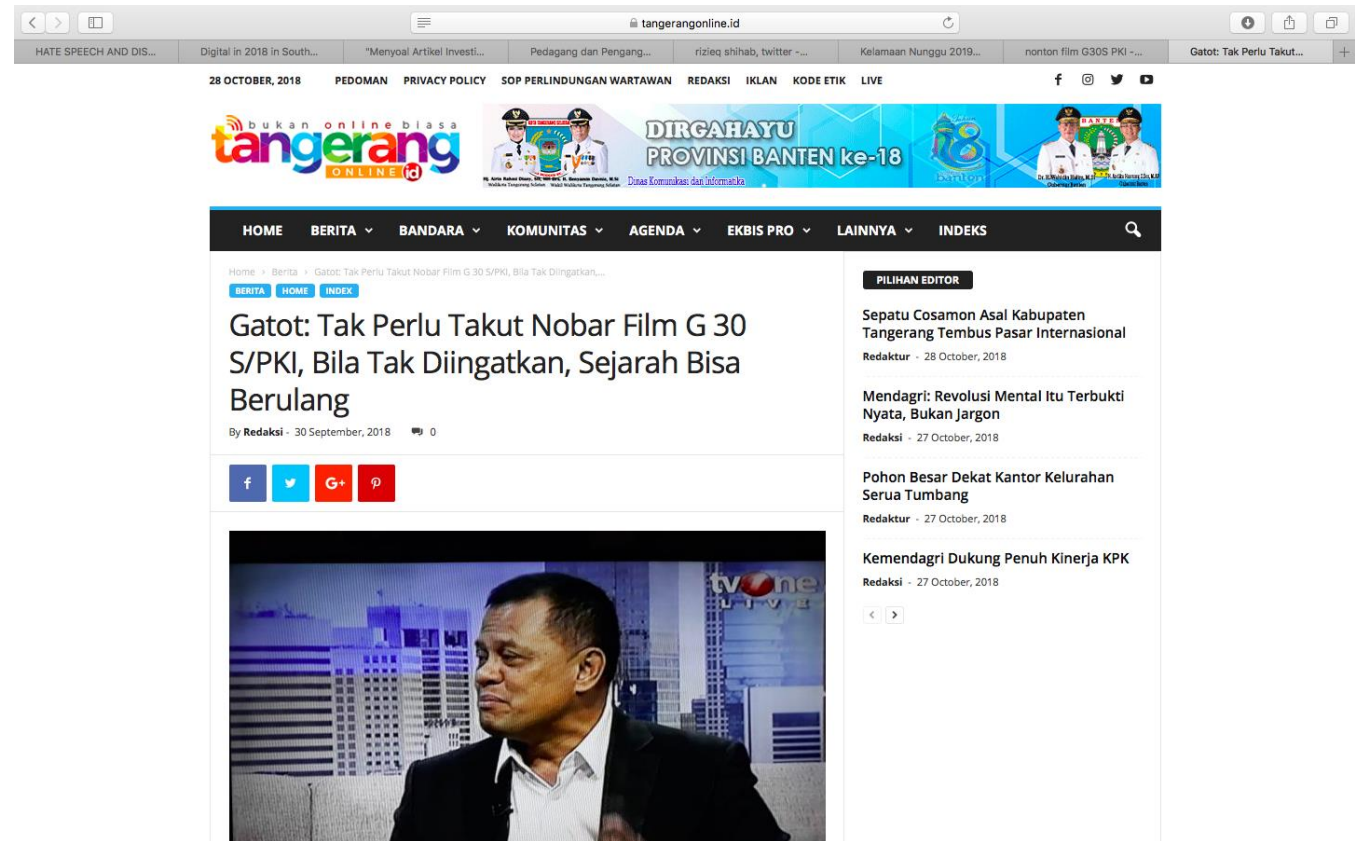 tangerangonline.id
HATE SPEECH AND DIS...
Digital in 2018 in South...
"Menyoal Artikel Investi...
Pedagang dan Pengang...
rizieq shihab, twitter -...
Kelamaan Nunggu 2019...
nonton film G30S PKI -...
Gatot: Tak Perlu Takut...
28 OCTOBER, 2018 PEDOMAN PRIVACY POLICY SOP PERLINDUNGAN WARTAWAN REDAKSI IKLAN KODE ETIK LIVE
bukan online biasa
tangerang
ONLINE id
DIRGAHAYU
PROVINSI BANTEN ke-18
Dinas Komunikasi dan Informatika
18
banten
BANTEN
HOME BERITA BANDARA KOMUNITAS AGENDA EKBIS PRO LAINNYA INDEKS
Home Berita Gatot: Tak Perlu Takut Nobar Film G 30 S/PKI, Bila Tak Diingatkan,...
BERITA HOME INDEX
Gatot: Tak Perlu Takut Nobar Film G 30
S/PKI, Bila Tak Diingatkan, Sejarah Bisa
Berulang
By Redaksi - 30 September, 2018 0
f G+
tvOne
LIVE
PILIHAN EDITOR
Sepatu Cosamon Asal Kabupaten
Tangerang Tembus Pasar Internasional
Redaktur - 28 October, 2018
Mendagri: Revolusi Mental Itu Terbukti
Nyata, Bukan Jargon
Redaksi - 27 October, 2018
Pohon Besar Dekat Kantor Kelurahan
Serua Tumbang
Redaktur - 27 October, 2018
Kemendagri Dukung Penuh Kinerja KPK
Redaksi - 27 October, 2018